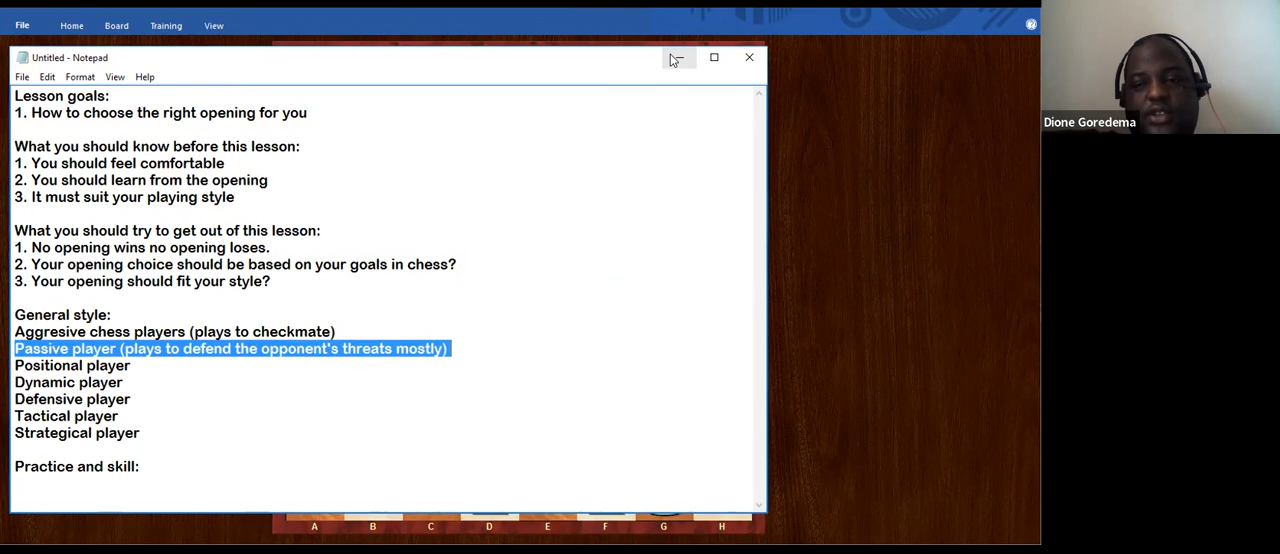 File Home Board Training View
Untitled - Notepad
File Edit Format View Help
Lesson goals:
1. How to choose the right opening for you
What you should know before this lesson:
1. You should feel comfortable
2. You should learn from the opening
3. It must suit your playing style
What you should try to get out of this lesson:
1. No opening wins no opening loses.
2. Your opening choice should be based on your goals in chess?
3. Your opening should fit your style?
General style:
Aggresive chess players (plays to checkmate)
Passive player (plays to defend the opponent's threats mostly)
Positional player
Dynamic player
Defensive player
Tactical player
Strategical player
Practice and skill:
A B C D E F G H
Dione Goredema